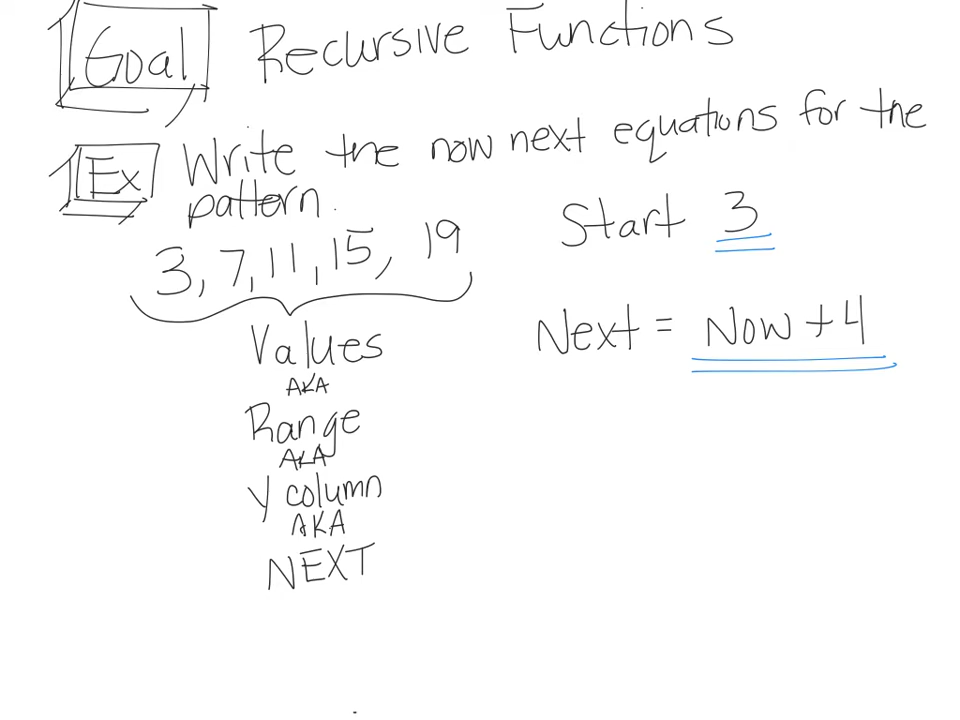 Goal Recursive Functions
Ex Write the now next equations for the
pattern.
3, 7, 11, 15, 19
Start 3
Next = Now + 4
Values
AKA
Range
AKA
Y column
AKA
NEXT